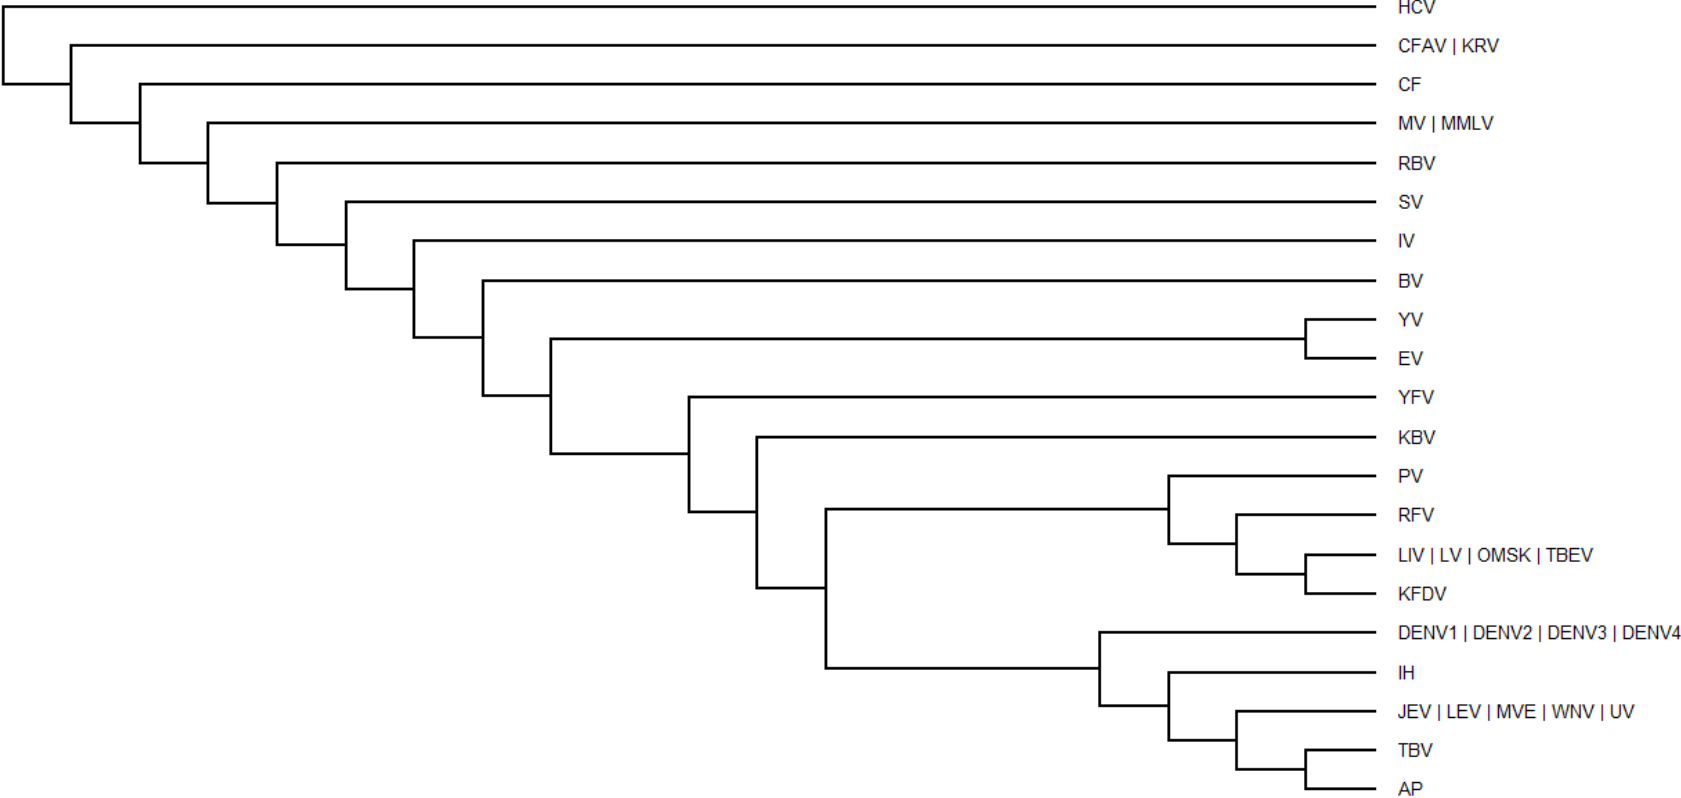 HCV
CFAV | KRV
CF
MV | MMLV
RBV
SV
IV
BV
YV
EV
YFV
KBV
PV
RFV
LIV | LV | OMSK | TBEV
KFDV
DENV1 | DENV2 | DENV3 | DENV4
IH
JEV | LEV | MVE | WNV | UV
TBV
AP